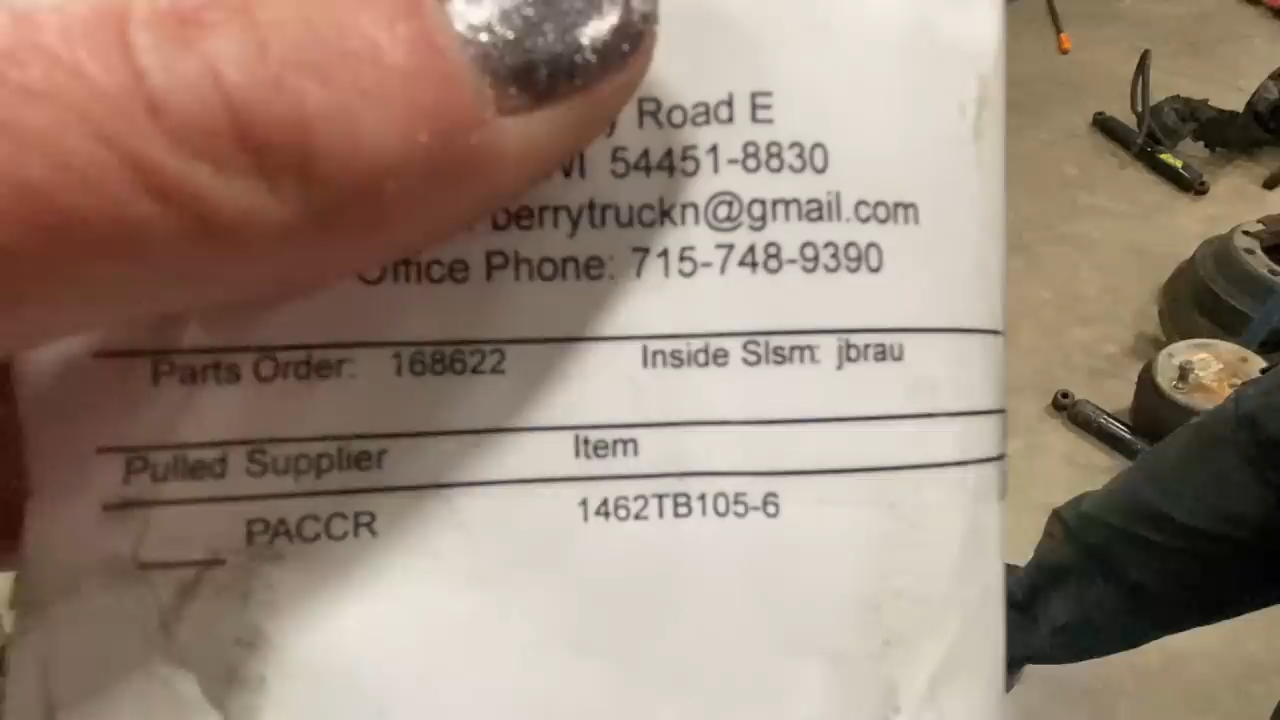 Road E
54451-8830
berrytruckn@gmail.com
Office Phone: 715-748-9390
Parts Order: 168622 Inside Slsm: jbrau
Pulled Supplier Item
PACCR 1462TB105-6